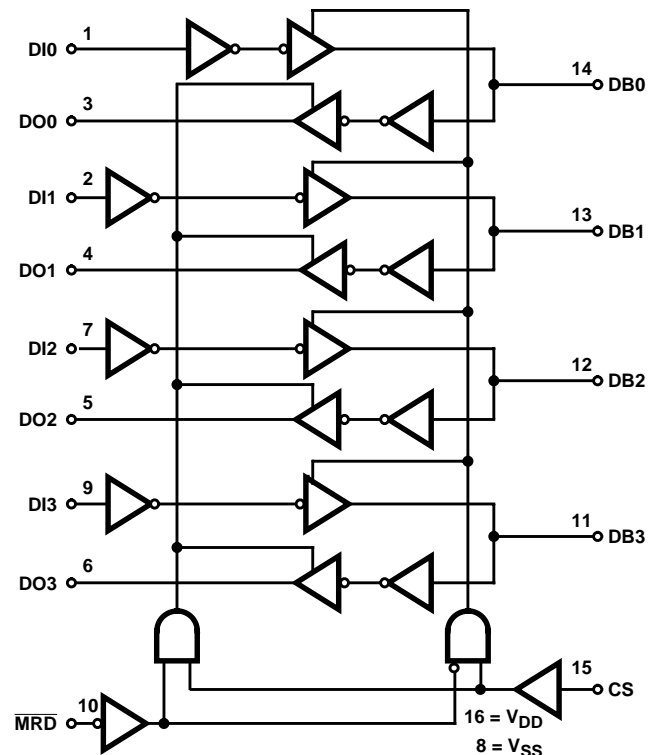 DI0 1
14 DB0
DO0 3
DI1 2
13 DB1
DO1 4
DI2 7
12 DB2
DO2 5
DI3 9
11 DB3
DO3 6
15 CS
MRD 10
16 = VDD
8 = VSS